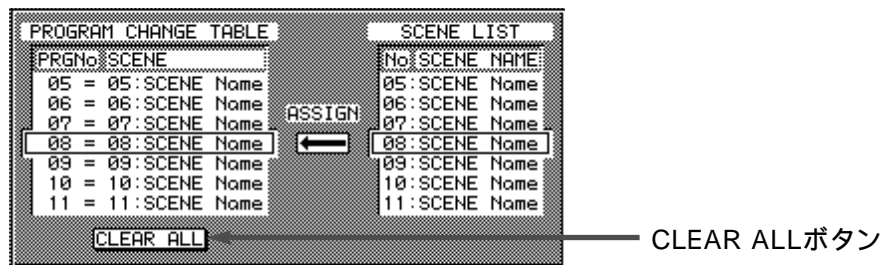 PROGRAM CHANGE TABLE
PRGNo SCENE
05 = 05:SCENE Name
06 = 06:SCENE Name
07 = 07:SCENE Name
08 = 08:SCENE Name
09 = 09:SCENE Name
10 = 10:SCENE Name
11 = 11:SCENE Name
CLEAR ALL
ASSIGN
SCENE LIST
No SCENE NAME
05:SCENE Name
06:SCENE Name
07:SCENE Name
08:SCENE Name
09:SCENE Name
10:SCENE Name
11:SCENE Name
CLEAR ALLボタン